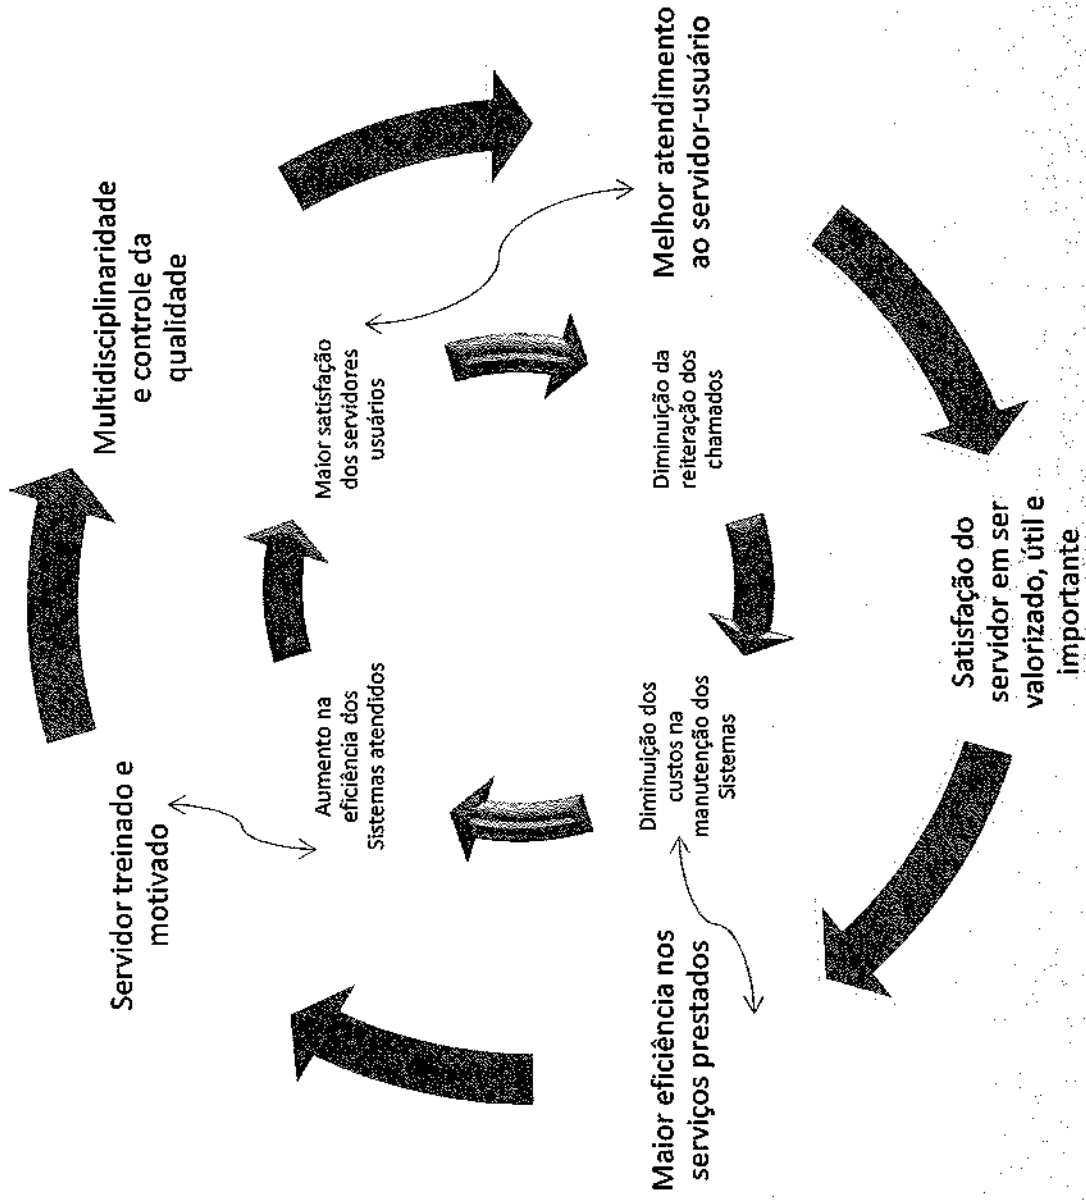 Servidor treinado e
motivado
Multidisciplinaridade
e controle da
qualidade
Aumento na
eficiência dos
Sistemas atendidos
Maior satisfação
dos servidores
usuários
Maior eficiência nos
serviços prestados
Diminuição dos
custos na
manutenção dos
Sistemas
Diminuição da
reiteração dos
chamados
Melhor atendimento
ao servidor-usuário
Satisfação do
servidor em ser
valorizado, útil e
importante